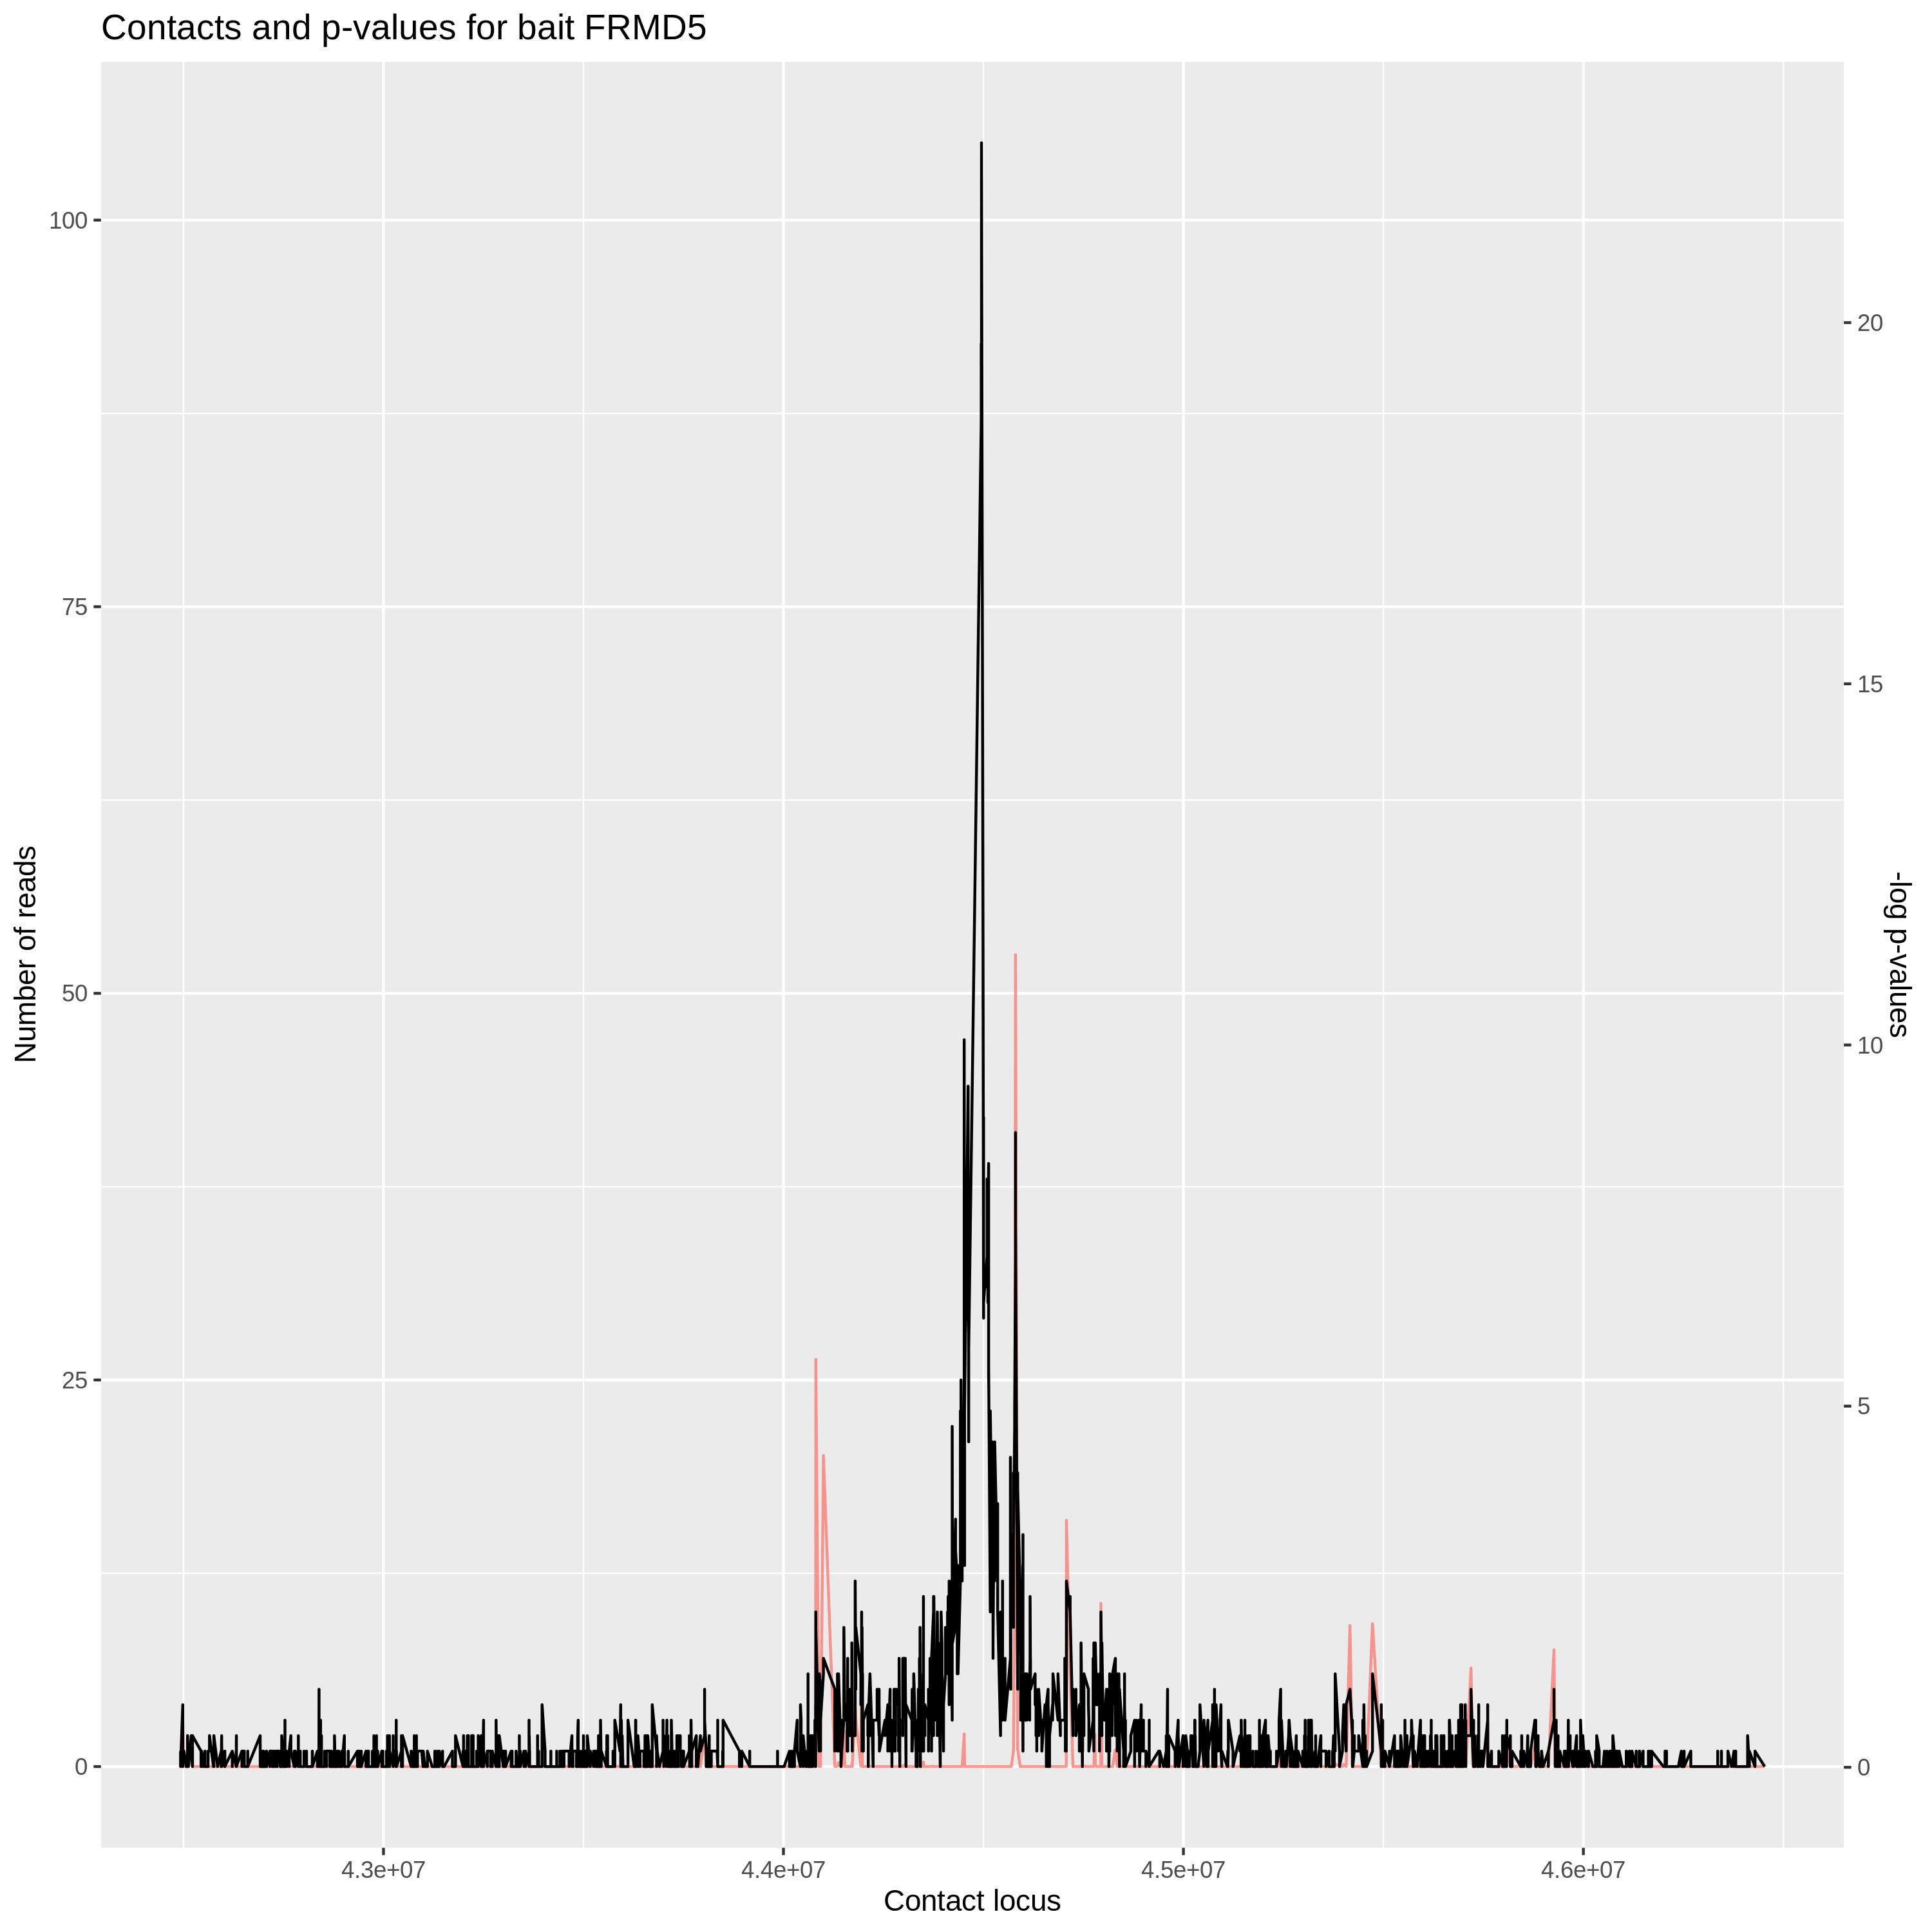 Contacts and p-values for bait FRMD5
Number of reads
100
75
50
25
0
20
15
10
5
0
-log p-values
4.3e+07
4.4e+07
4.5e+07
4.6e+07
Contact locus